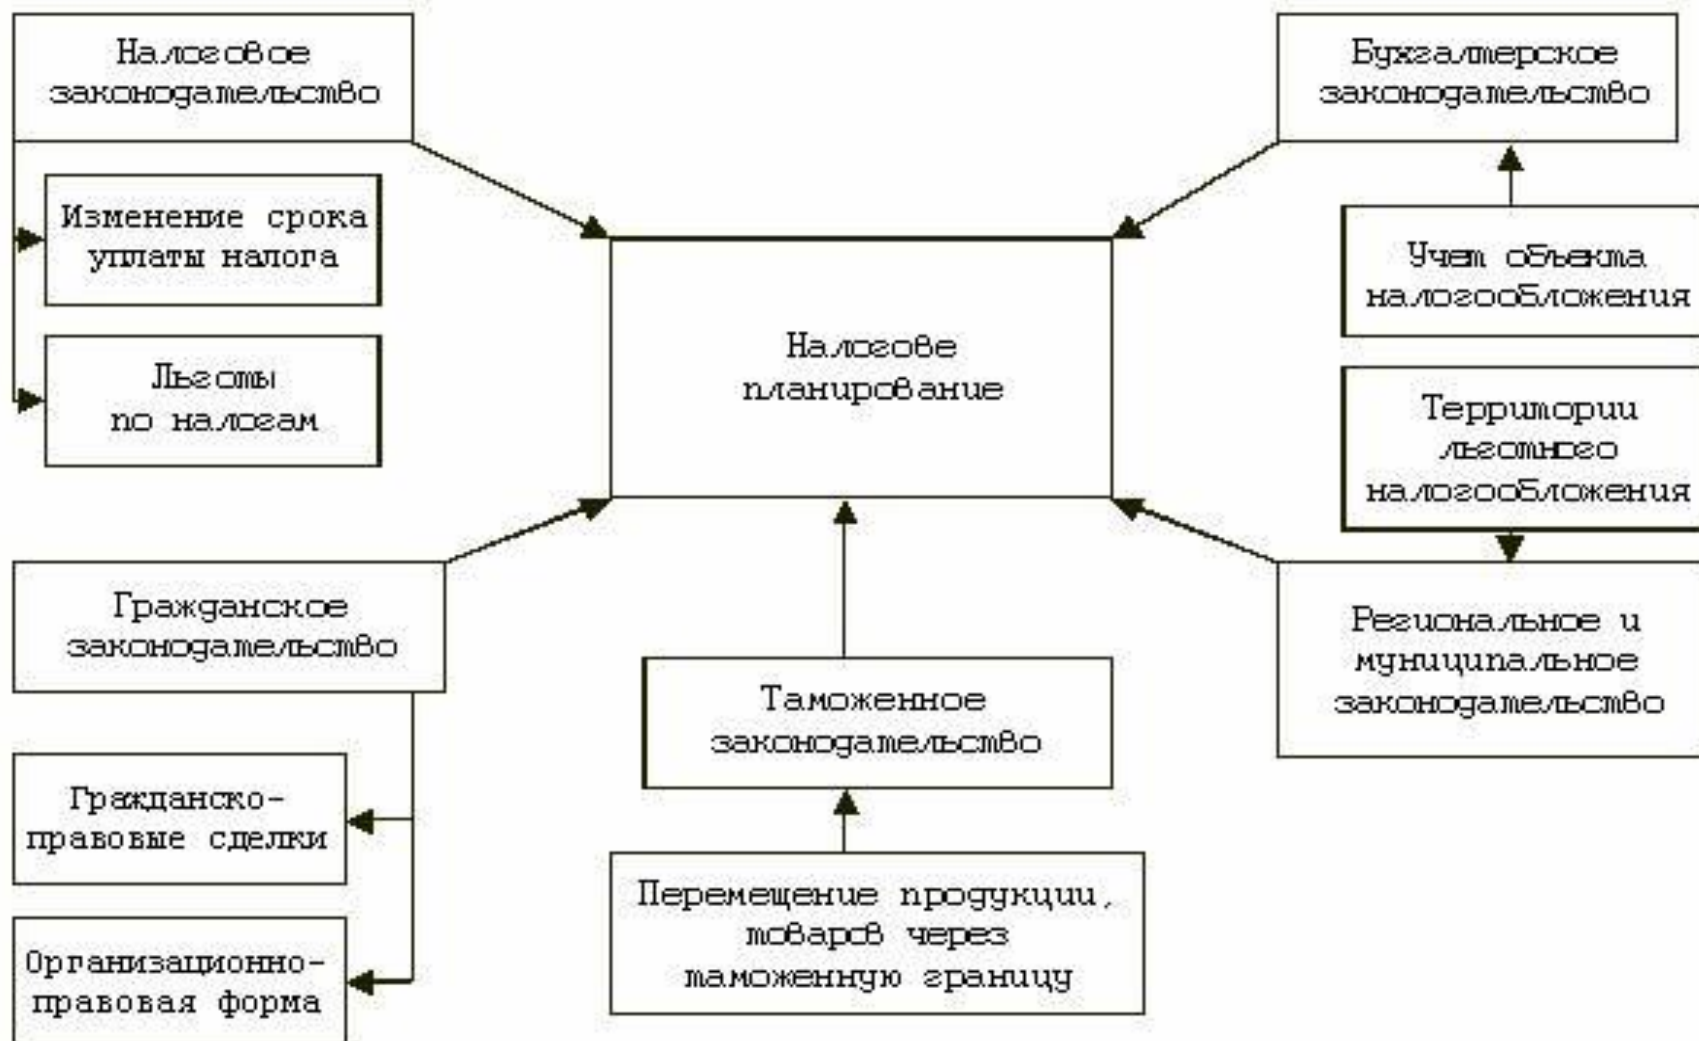 Налоговое
законодательство
Бухгалтерское
законодательство
Изменение срока
уплаты налога
Учет объекта
налогообложения
Налогове
планирование
Льготы
по налогам
Территории
льготного
налогообложения
Гражданское
законодательство
Региональное и
муниципальное
законодательство
Таможенное
законодательство
Гражданско-
правовые сделки
Перемещение продукции,
товаров через
таможенную границу
Организационно-
правовая форма